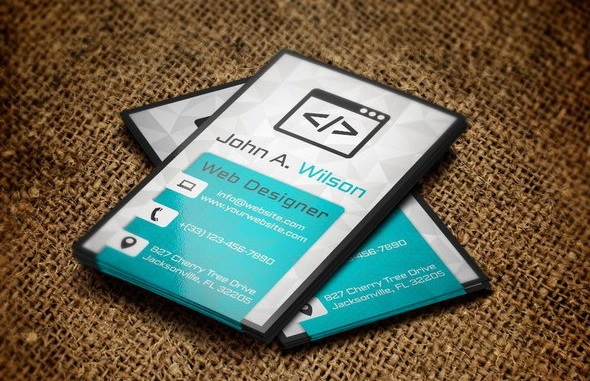 </>
John A. Wilson
Web Designer
info@website.com
www.yourwebsite.com
+(33) 123-456-7890
827 Cherry Tree Drive
Jacksonville, FL 32205
456-7890
827 Cherry Tree Drive
Jacksonville, FL 32205